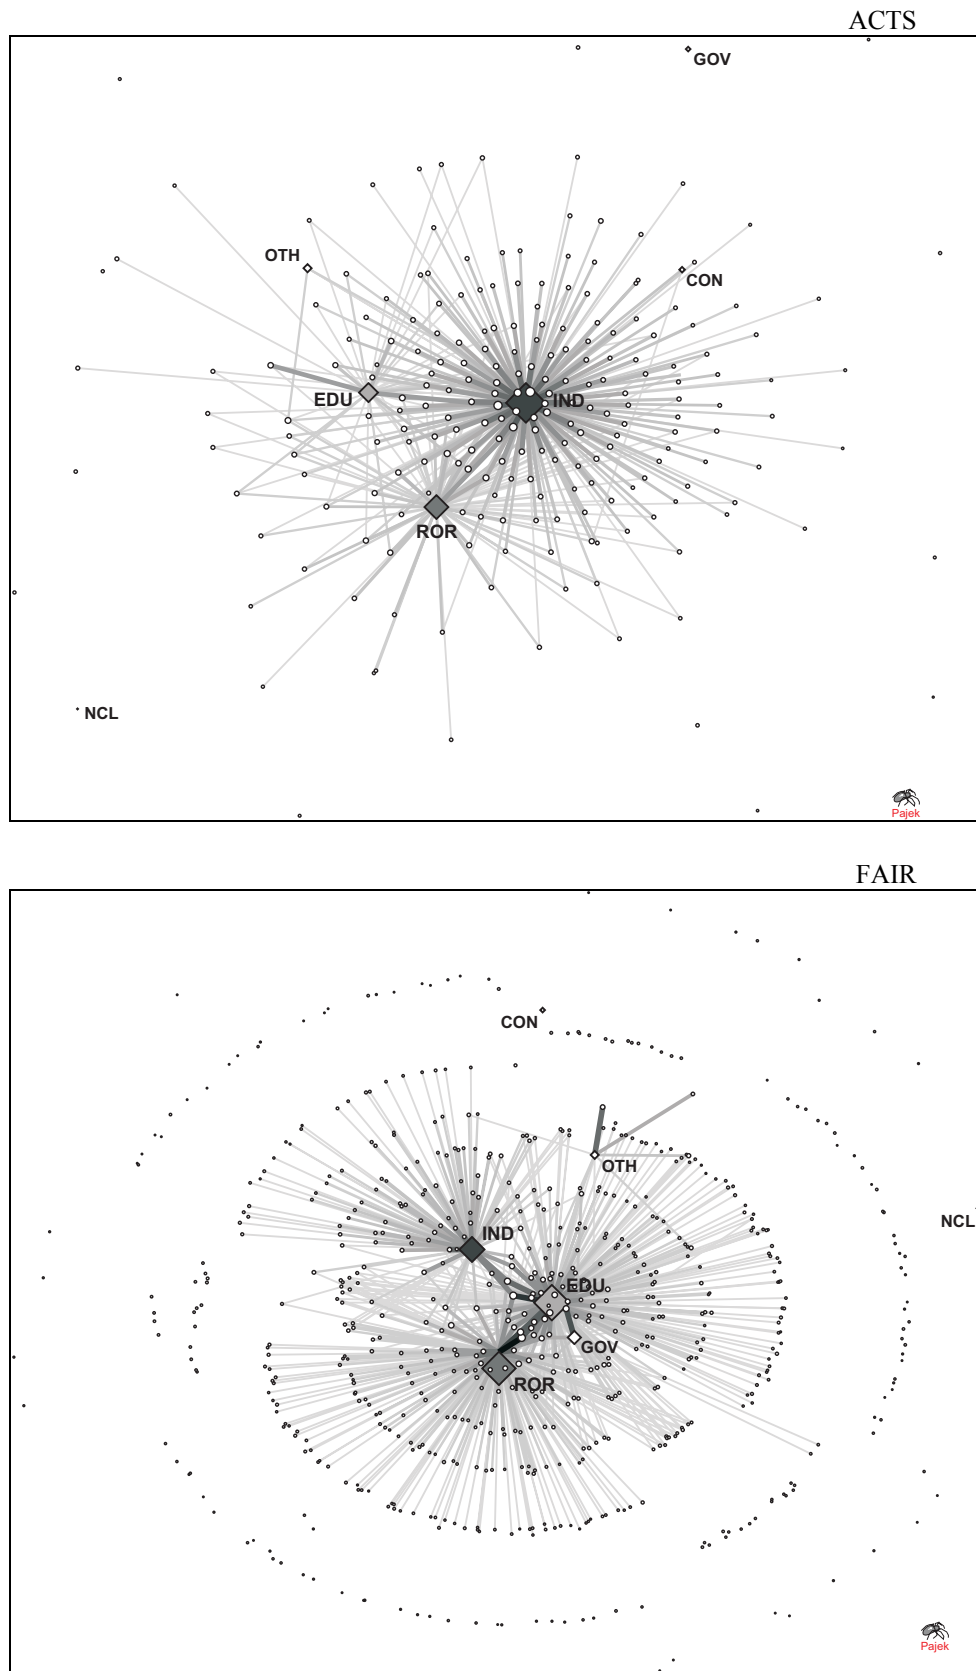 ACTS
GOV
OTH
CON
EDU
IND
ROR
NCL
Pajek
FAIR
CON
OTH
NCL
IND
EDU
GOV
ROR
Pajek